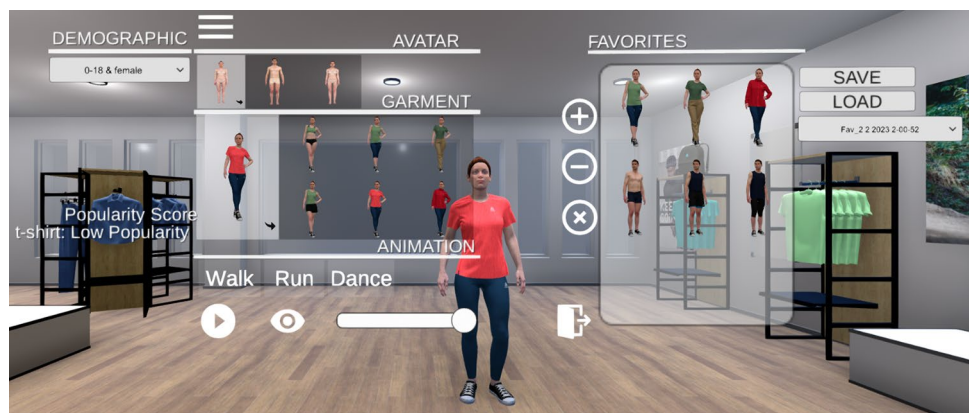 DEMOGRAPHIC
0-18 & female
AVATAR
GARMENT
Popularity Score
t-shirt: Low Popularity
ANIMATION
Walk Run Dance
FAVORITES
SAVE
LOAD
Fav_2 2 2023 2-00-52